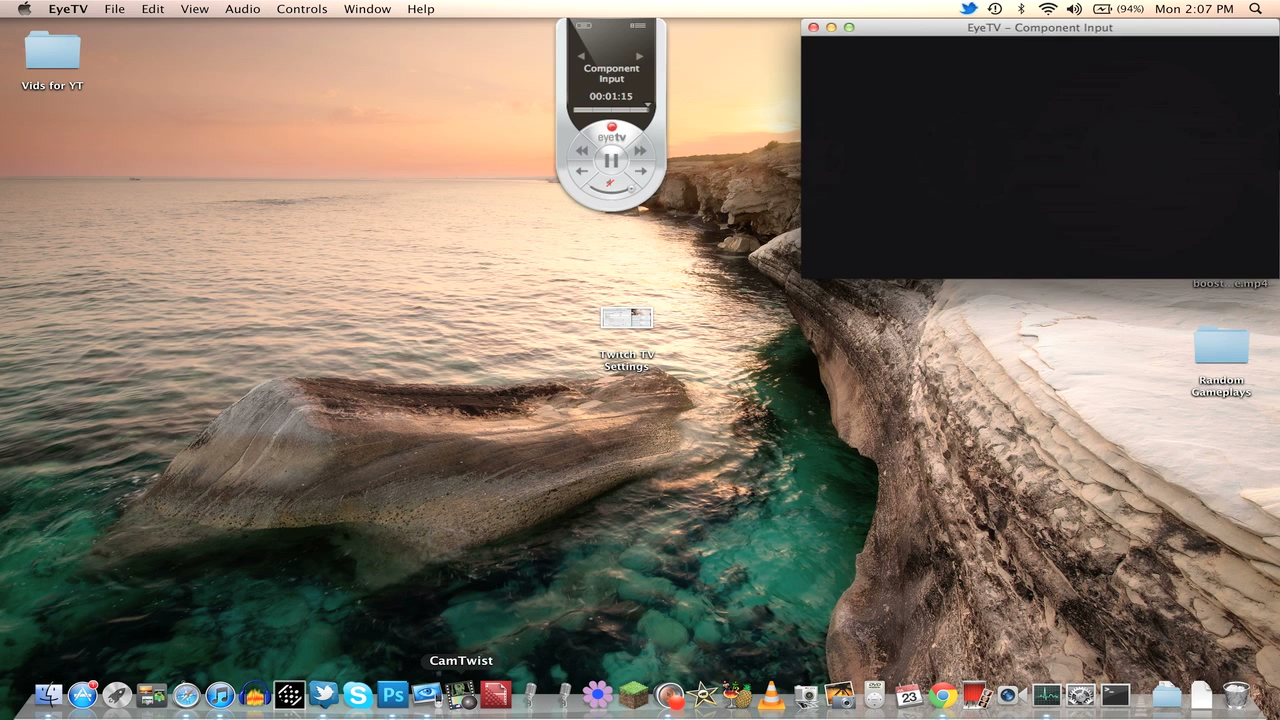 EyeTV File Edit View Audio Controls Window Help
(94%) Mon 2:07 PM
EyeTV – Component Input
Vids for YT
Component
Input
00:01:15
eyetv
boost...e.mp4
Twitch TV
Settings
Random
Gameplays
CamTwist
Ps
23